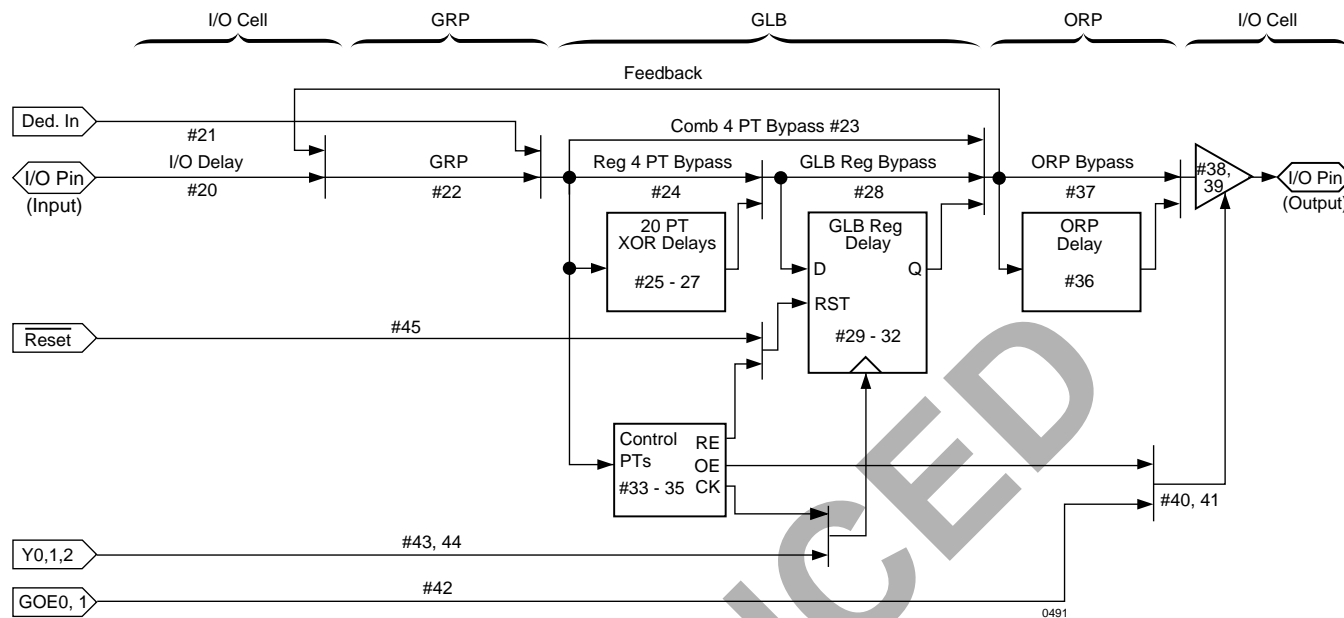 I/O Cell
GRP
GLB
ORP
I/O Cell
Feedback
Ded. In
#21
Comb 4 PT Bypass #23
I/O Pin
(Input)
I/O Delay
#20
GRP
#22
Reg 4 PT Bypass
#24
GLB Reg Bypass
#28
ORP Bypass
#37
#38,
39
I/O Pin
(Output)
20 PT
XOR Delays
#25 - 27
GLB Reg
Delay
D
Q
RST
#29 - 32
ORP
Delay
#36
Reset
#45
Control
PTs
#33 - 35
RE
OE
CK
#40, 41
Y0,1,2
#43, 44
GOE0, 1
#42
0491
NCED